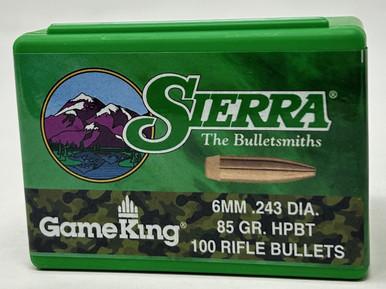 SIERRA®
The Bulletsmiths
GameKing®
6MM .243 DIA.
85 GR. HPBT
100 RIFLE BULLETS